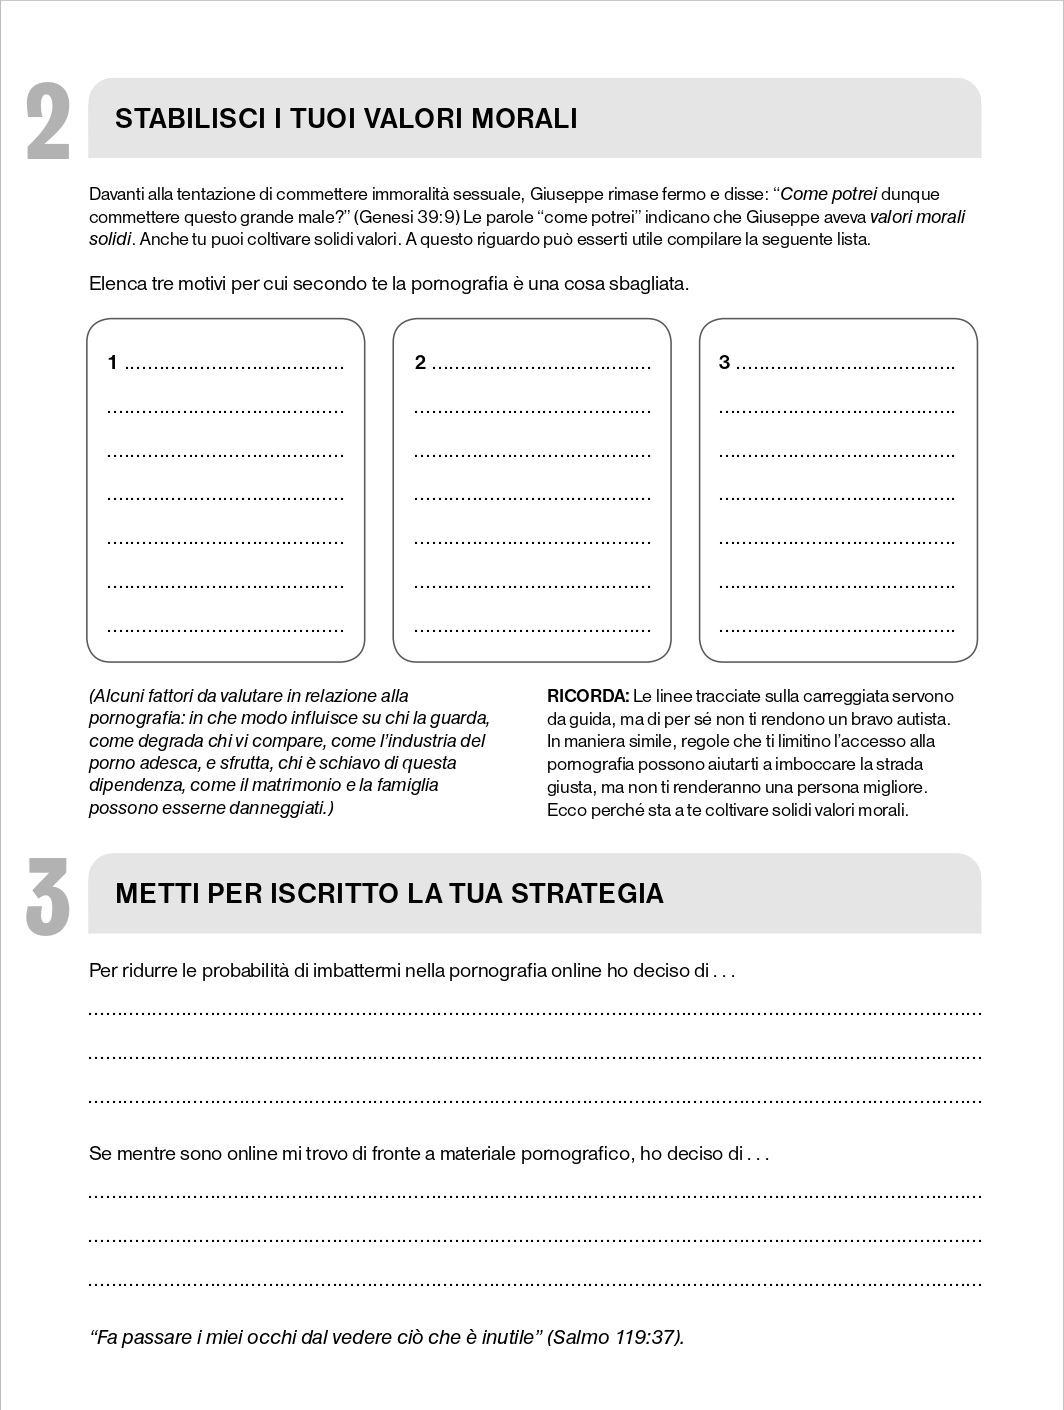 2
STABILISCI I TUOI VALORI MORALI
Davanti alla tentazione di commettere immoralità sessuale, Giuseppe rimase fermo e disse: “Come potrei dunque
commettere questo grande male?” (Genesi 39:9) Le parole “come potrei” indicano che Giuseppe aveva valori morali
solidi. Anche tu puoi coltivare solidi valori. A questo riguardo può esserti utile compilare la seguente lista.
Elenca tre motivi per cui secondo te la pornografia è una cosa sbagliata.
1
2
3
(Alcuni fattori da valutare in relazione alla
pornografia: in che modo influisce su chi la guarda,
come degrada chi vi compare, come l’industria del
porno adesca, e sfrutta, chi è schiavo di questa
dipendenza, come il matrimonio e la famiglia
possono esserne danneggiati.)
RICORDA: Le linee tracciate sulla carreggiata servono
da guida, ma di per sé non ti rendono un bravo autista.
In maniera simile, regole che ti limitino l’accesso alla
pornografia possono aiutarti a imboccare la strada
giusta, ma non ti renderanno una persona migliore.
Ecco perché sta a te coltivare solidi valori morali.
3
METTI PER ISCRITTO LA TUA STRATEGIA
Per ridurre le probabilità di imbattermi nella pornografia online ho deciso di . . .
Se mentre sono online mi trovo di fronte a materiale pornografico, ho deciso di . . .
“Fa passare i miei occhi dal vedere ciò che è inutile” (Salmo 119:37).